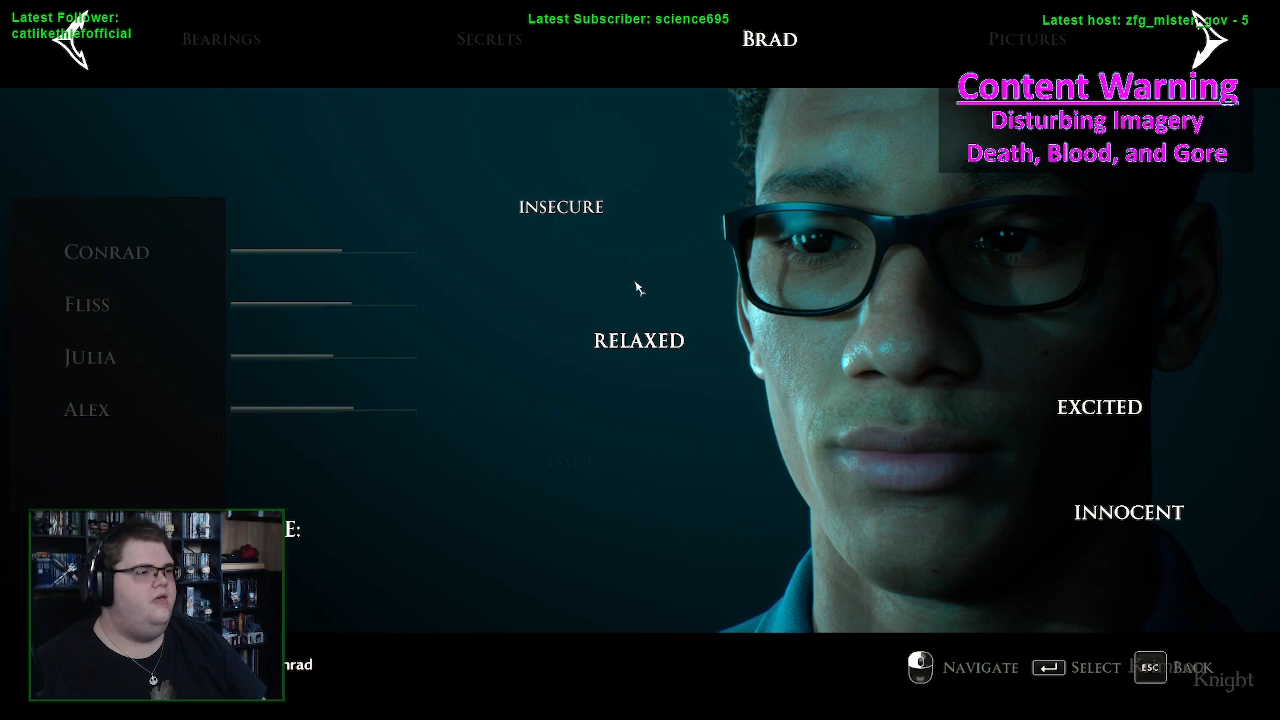 Latest Follower:
catlikethiefofficial
Latest Subscriber: science695
Latest host: zfg_mister_gov - 5
BEARINGS
SECRETS
BRAD
PICTURES
Content Warning
Disturbing Imagery
Death, Blood, and Gore
INSECURE
CONRAD
FLISS
RELAXED
JULIA
EXCITED
ALEX
INNOCENT
E:
nrad
NAVIGATE
SELECT
ESC
BACK
Knight